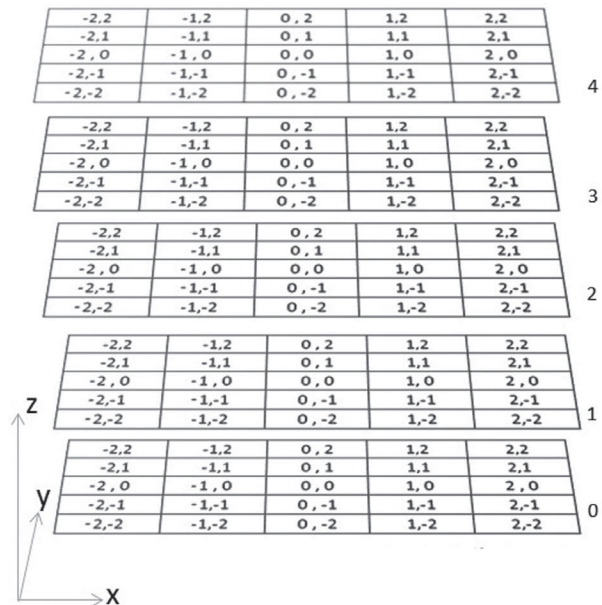 -2,2 -1,2 0 , 2 1,2 2,2
-2,1 -1,1 0 , 1 1,1 2,1
-2 , 0 -1 , 0 0,0 1, 0 2 , 0
-2,-1 -1,-1 0 , -1 1,-1 2,-1
-2,-2 -1,-2 0 , -2 1,-2 2,-2
4
-2,2 -1,2 0 , 2 1,2 2,2
-2,1 -1,1 0 , 1 1,1 2,1
-2 , 0 -1 , 0 0,0 1, 0 2 , 0
-2,-1 -1,-1 0 , -1 1,-1 2,-1
-2,-2 -1,-2 0 , -2 1,-2 2,-2
3
-2,2 -1,2 0 , 2 1,2 2,2
-2,1 -1,1 0 , 1 1,1 2,1
-2 , 0 -1 , 0 0,0 1, 0 2 , 0
-2,-1 -1,-1 0 , -1 1,-1 2,-1
-2,-2 -1,-2 0 , -2 1,-2 2,-2
2
-2,2 -1,2 0 , 2 1,2 2,2
-2,1 -1,1 0 , 1 1,1 2,1
-2 , 0 -1 , 0 0,0 1, 0 2 , 0
-2,-1 -1,-1 0 , -1 1,-1 2,-1
-2,-2 -1,-2 0 , -2 1,-2 2,-2
1
Z
-2,2 -1,2 0 , 2 1,2 2,2
-2,1 -1,1 0 , 1 1,1 2,1
-2 , 0 -1 , 0 0,0 1, 0 2 , 0
-2,-1 -1,-1 0 , -1 1,-1 2,-1
-2,-2 -1,-2 0 , -2 1,-2 2,-2
0
y
X